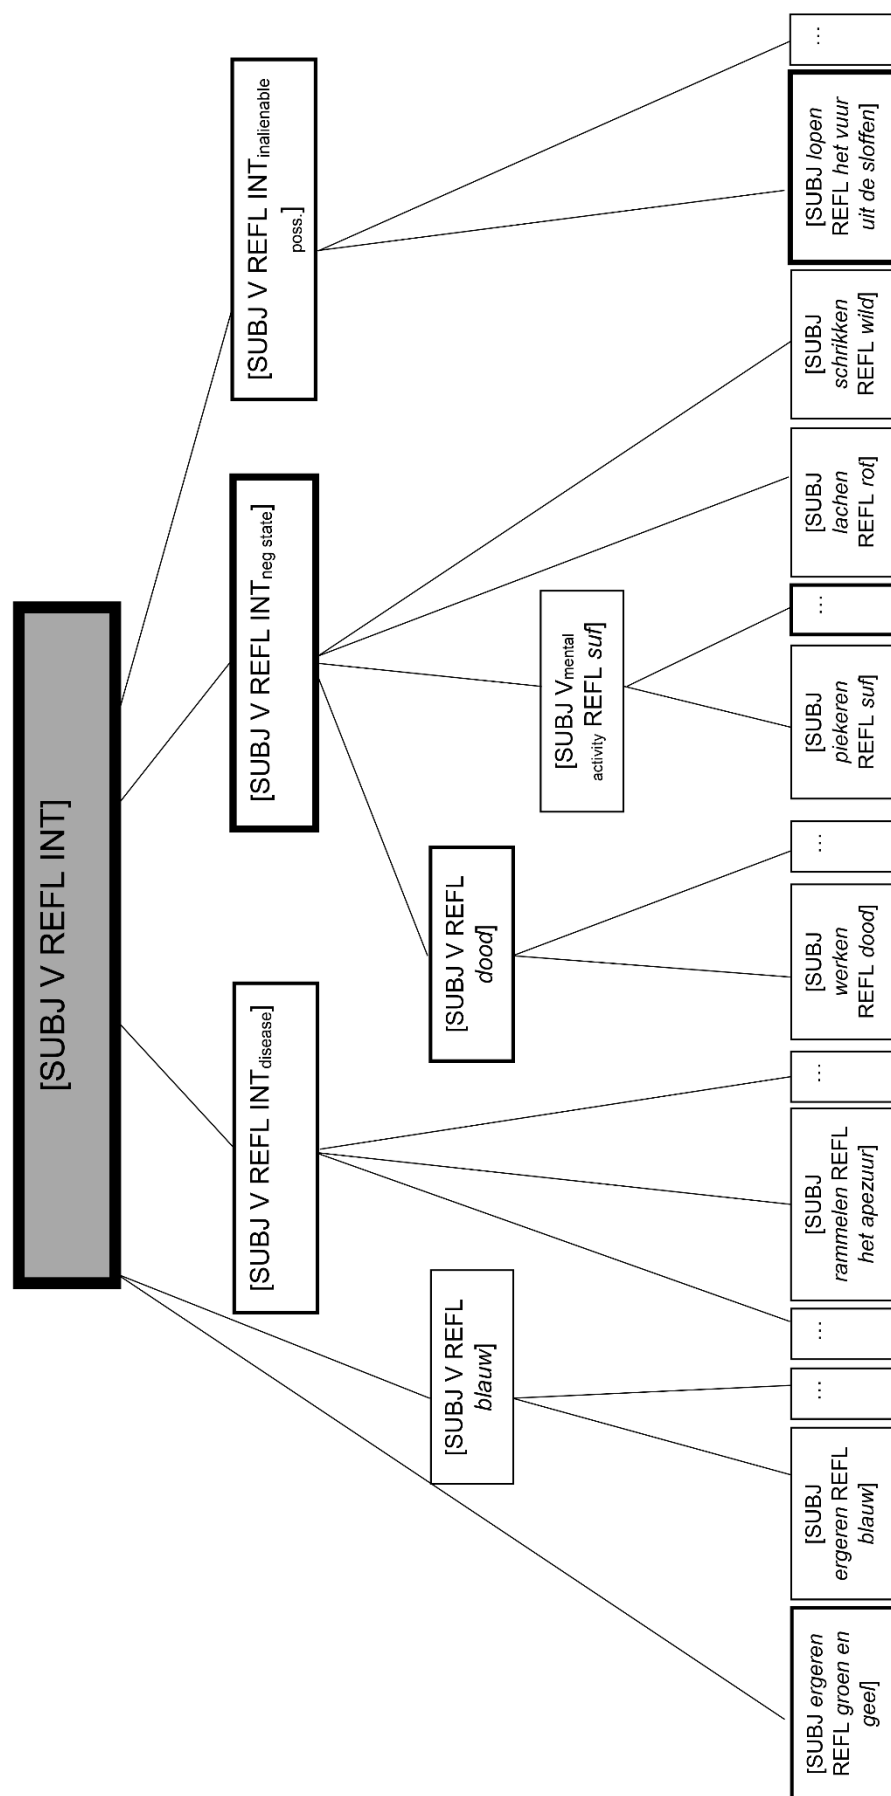 [SUBJ V REFL INT]
[SUBJ V REFL INTdisease]
[SUBJ V REFL INTneg state]
[SUBJ V REFL INTinalienable
poss.]
[SUBJ V REFL
blauw]
[SUBJ V REFL
dood]
[SUBJ Vmental
activity REFL suf]
[SUBJ ergeren
REFL groen en
geel]
[SUBJ
ergeren REFL
blauw]
...
...
[SUBJ
rammelen REFL
het apezuur]
...
[SUBJ
werken
REFL dood]
...
[SUBJ
piekeren
REFL suf]
...
[SUBJ
lachen
REFL rot]
[SUBJ
schrikken
REFL wild]
[SUBJ lopen
REFL het vuur
uit de sloffen]
...